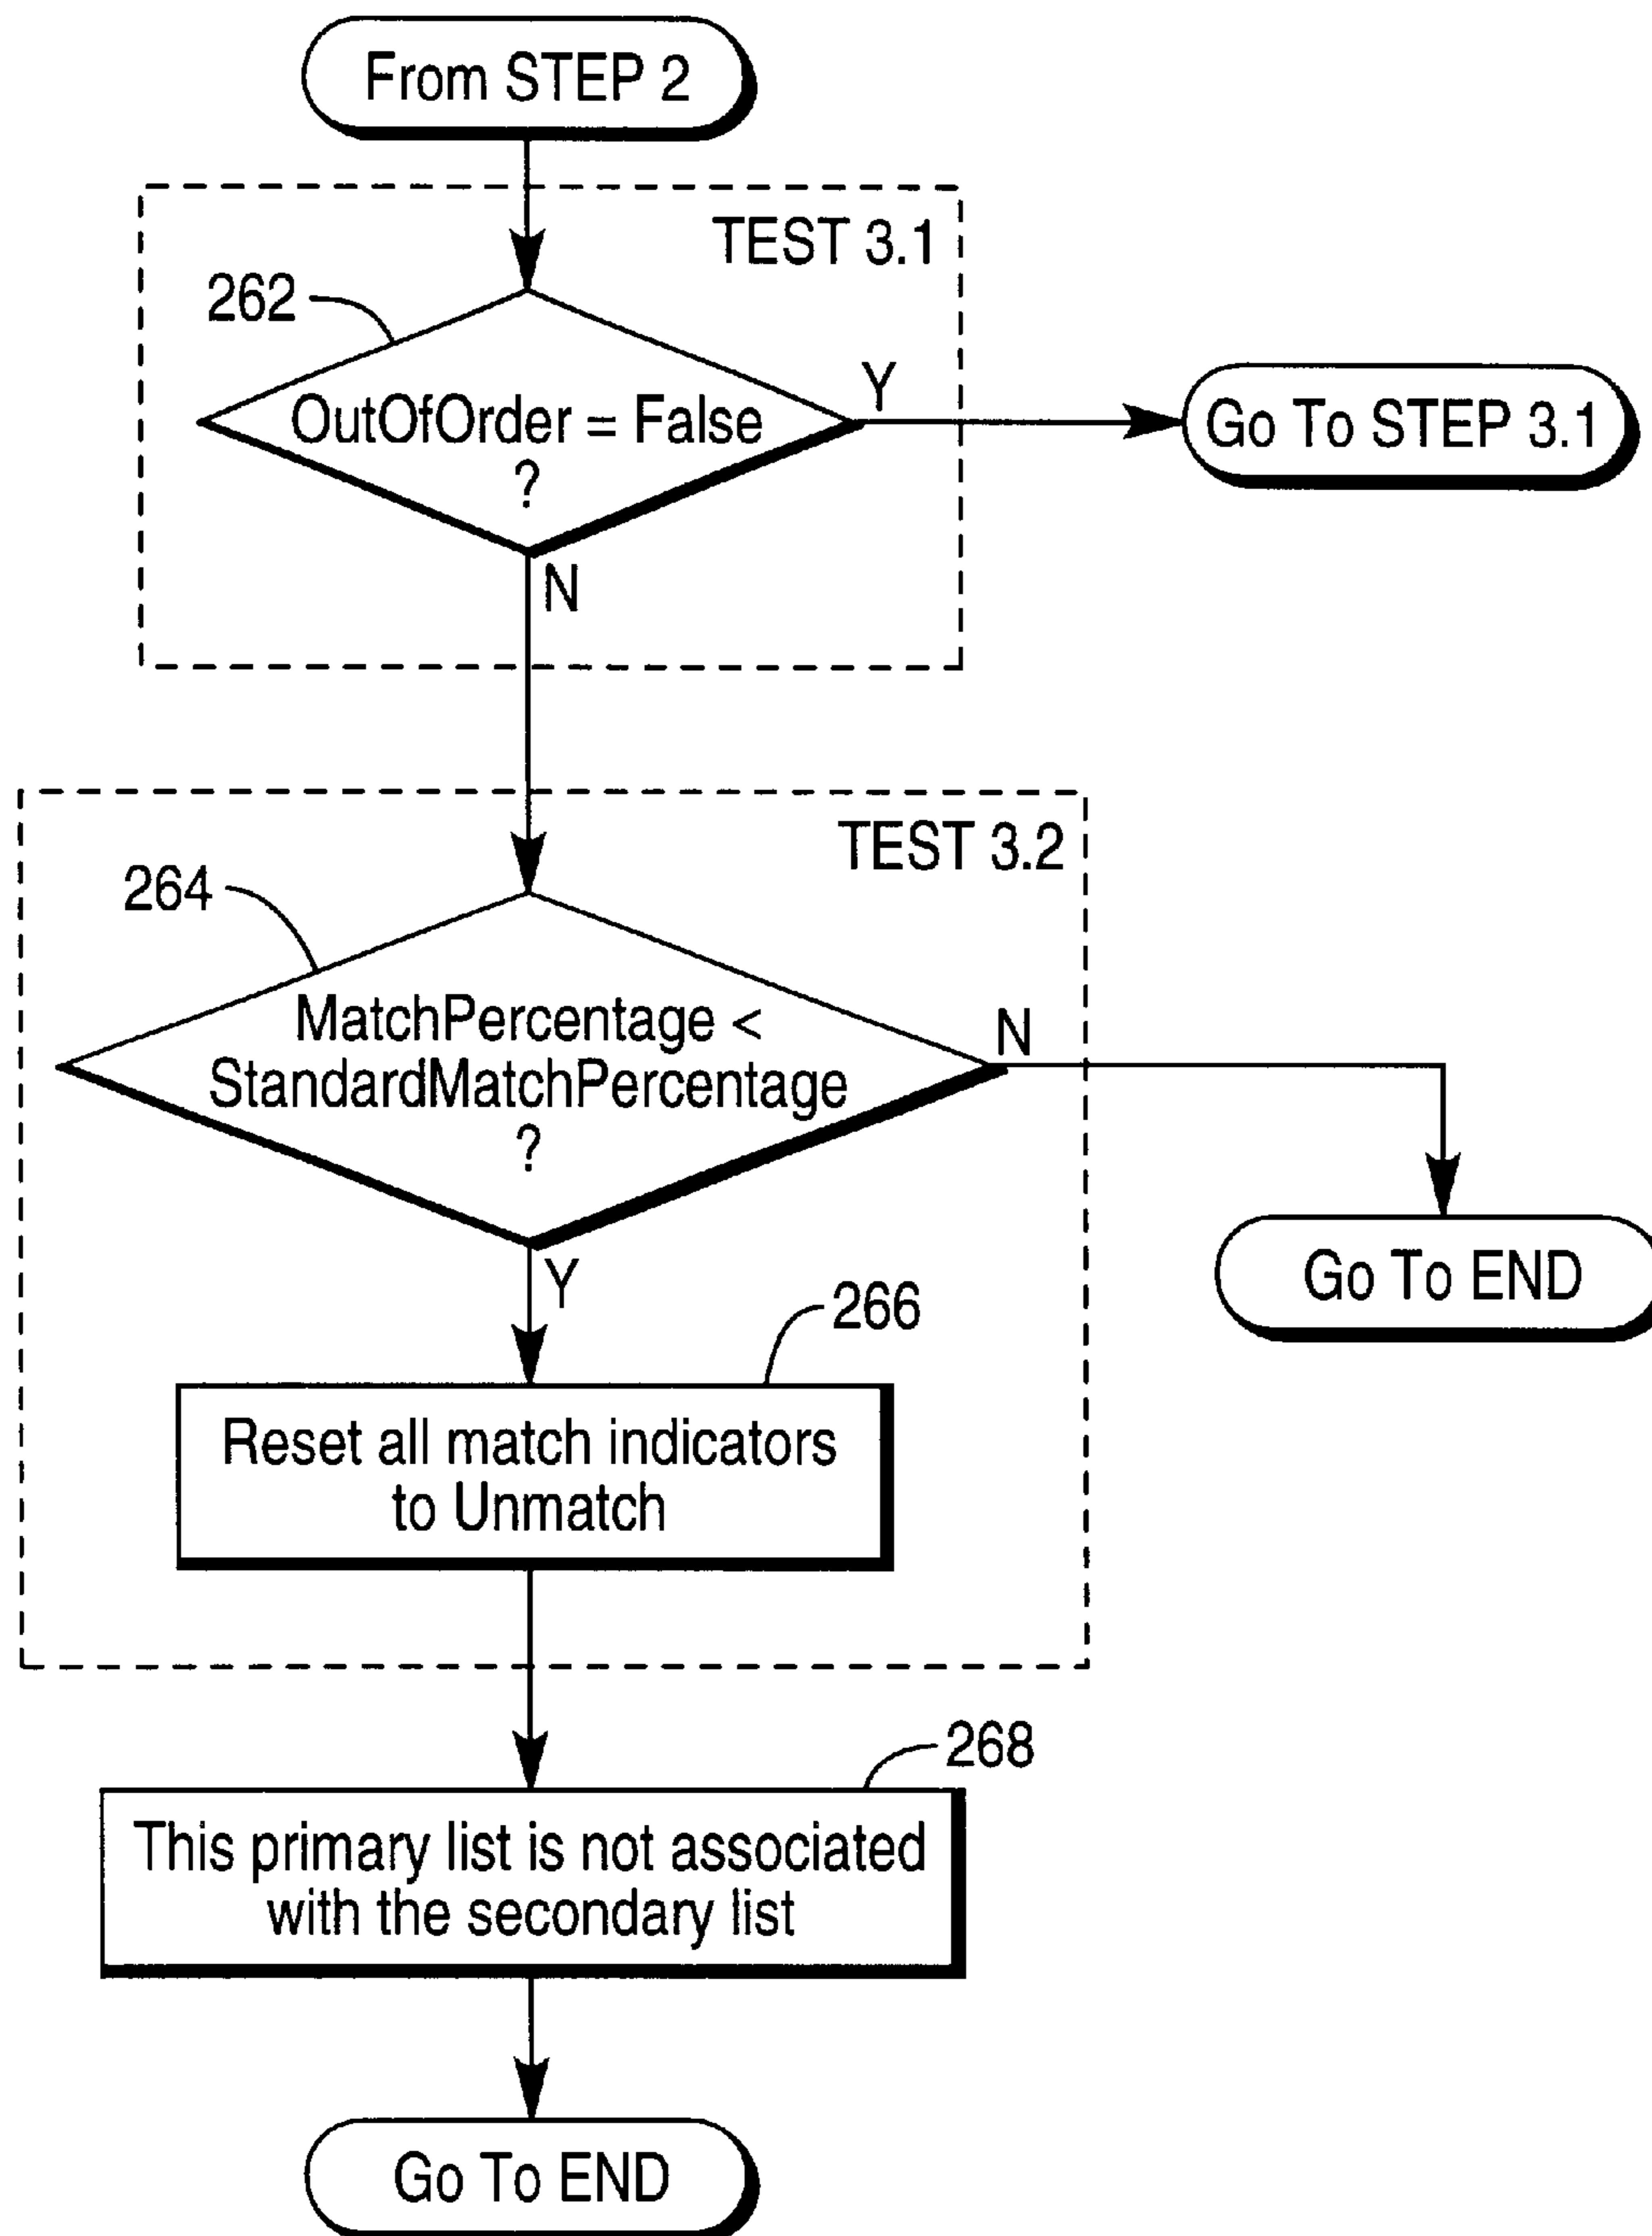 From STEP 2
TEST 3.1
262
OutOfOrder = False
?
Y
Go To STEP 3.1
N
TEST 3.2
264
MatchPercentage <
StandardMatchPercentage
?
N
Go To END
Y
266
Reset all match indicators
to Unmatch
268
This primary list is not associated
with the secondary list
Go To END